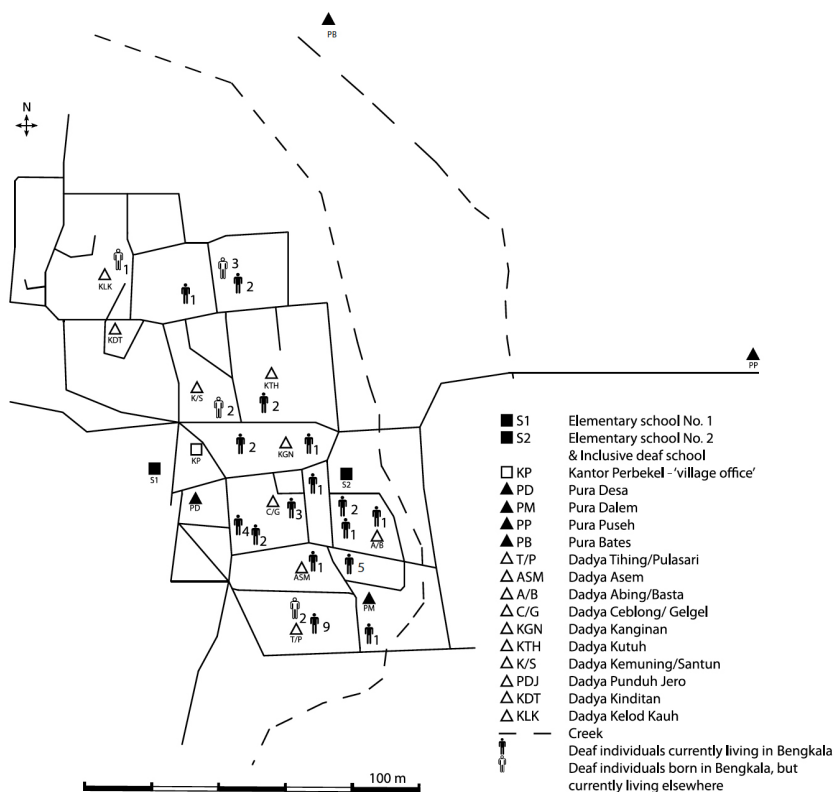 PB
N
3
1
KLK
1
2
KDT
PP
KTH
K/S
2
2
S1 Elementary school No. 1
S2 Elementary school No. 2
& Inclusive deaf school
KP Kantor Perbekel - 'village office'
PD Pura Desa
PM Pura Dalem
PP Pura Puseh
PB Pura Bates
T/P Dadya Tihing/Pulasari
ASM Dadya Asem
A/B Dadya Abing/Basta
C/G Dadya Ceblong/ Gelgel
KGN Dadya Kanginan
KTH Dadya Kutuh
K/S Dadya Kemuning/Santun
PDJ Dadya Punduh Jero
KDT Dadya Kinditan
KLK Dadya Kelod Kauh
Creek
Deaf individuals currently living in Bengkala
Deaf individuals born in Bengkala, but
currently living elsewhere
2
KGN
1
KP
S1
S2
1
PD
C/G
3
2
1
4
2
1
A/B
ASM
1
5
PM
2
T/P
9
1
100 m